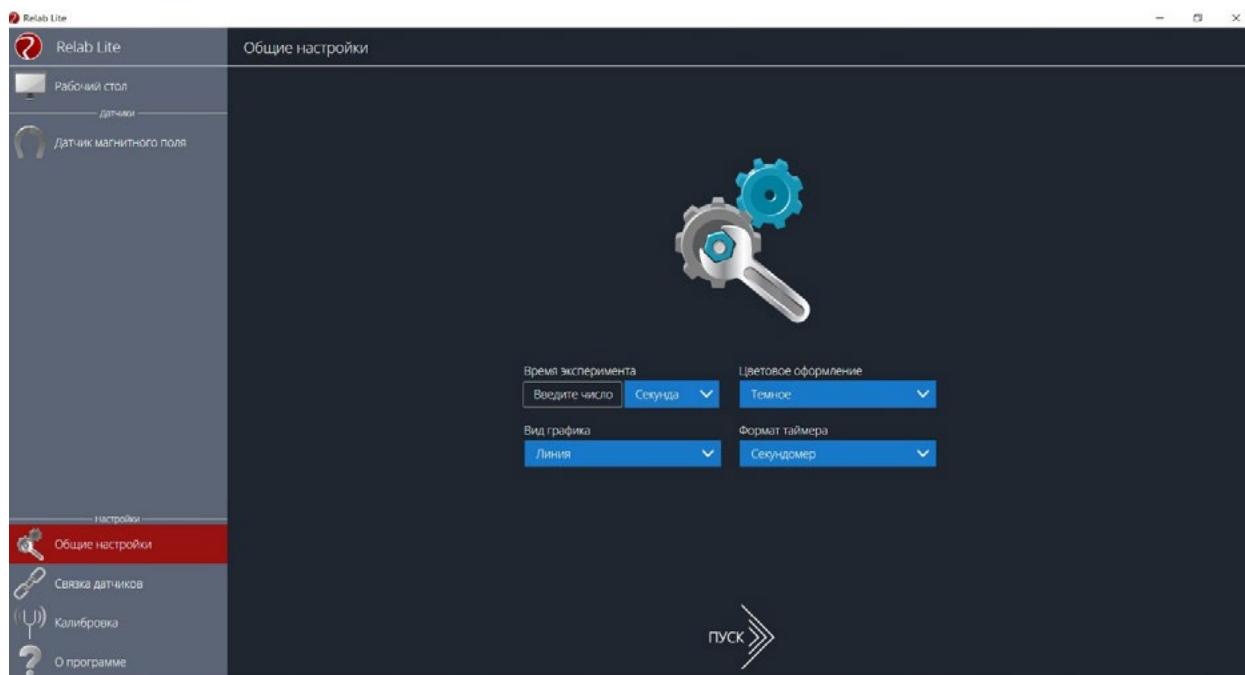 Relab Lite
Relab Lite
Общие настройки
Рабочий стол
Датчики
Датчик магнитного поля
Время эксперимента
Цветовое оформление
Введите число
Секунда
Темное
Вид графика
Формат таймера
Линия
Секундомер
Настройки
Общие настройки
Связка датчиков
Калибровка
О программе
ПУСК